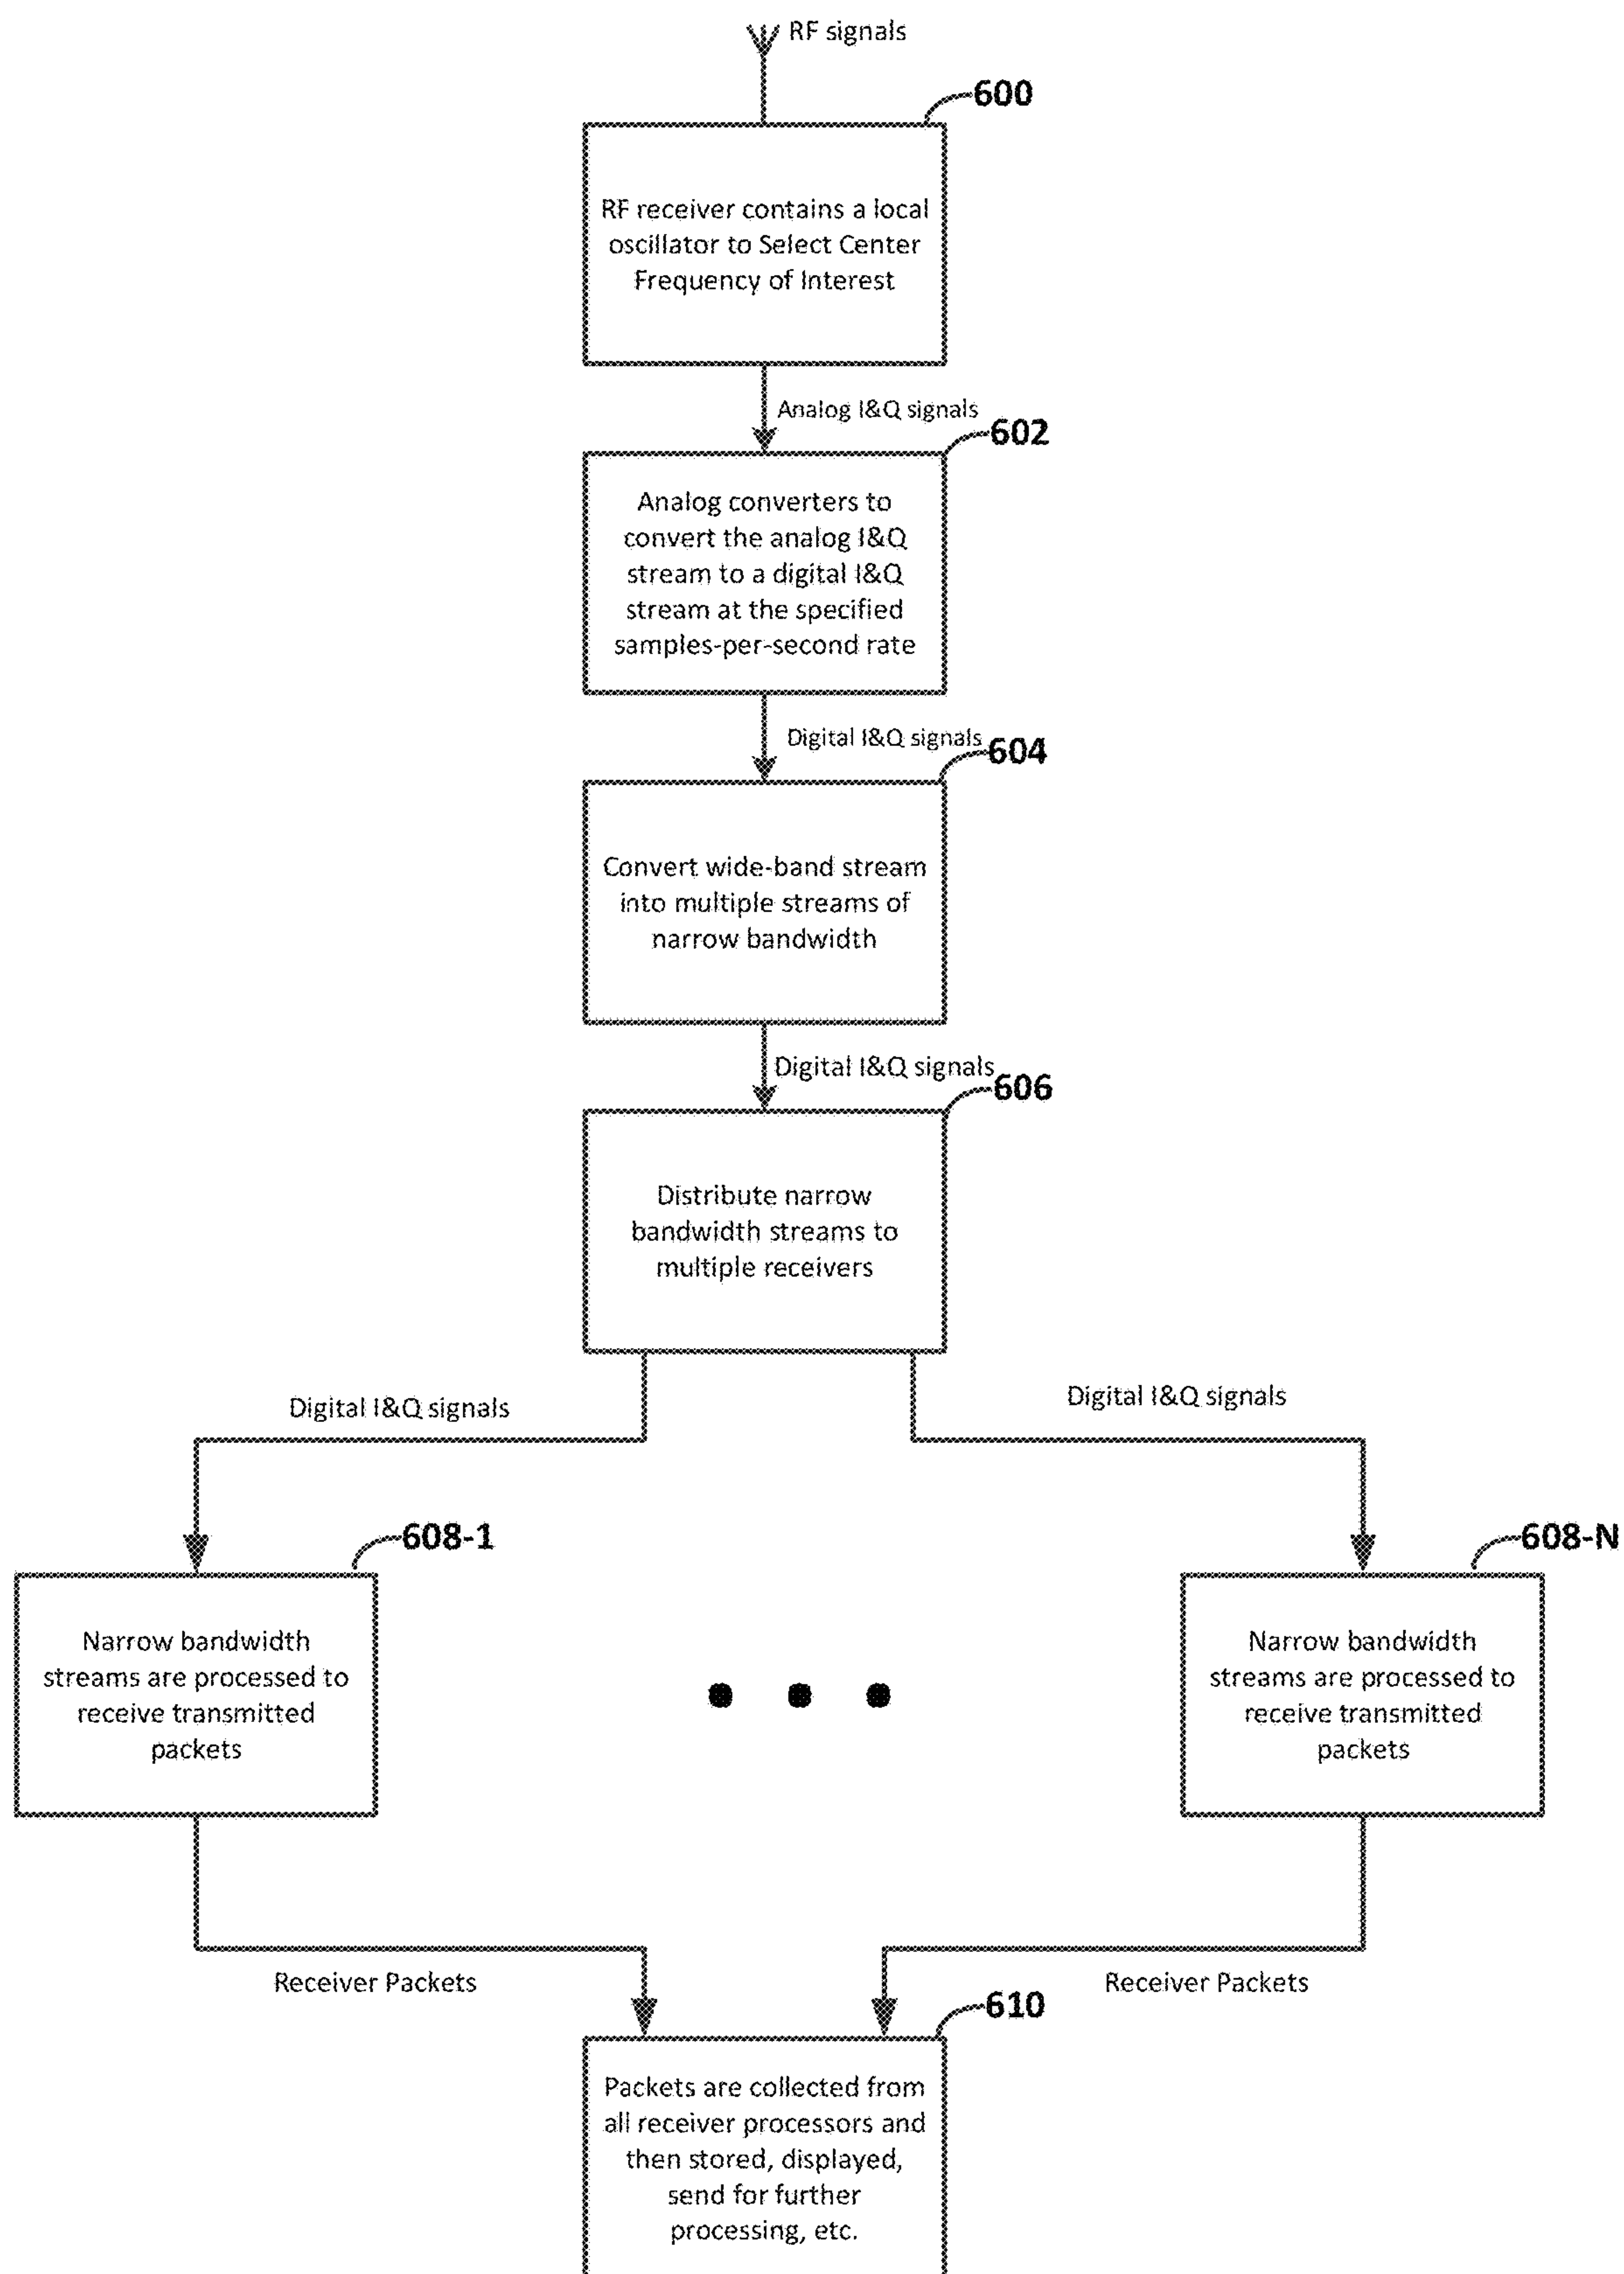 RF signals
600
RF receiver contains a local
oscillator to Select Center
Frequency of Interest
Analog I&Q signals
602
Analog converters to
convert the analog I&Q
stream to a digital I&Q
stream at the specified
samples-per-second rate
Digital I&Q signals
604
Convert wide-band stream
into multiple streams of
narrow bandwidth
Digital I&Q signals
606
Distribute narrow
bandwidth streams to
multiple receivers
Digital I&Q signals
Digital I&Q signals
608-1
608-N
Narrow bandwidth
streams are processed to
receive transmitted
packets
Narrow bandwidth
streams are processed to
receive transmitted
packets
Receiver Packets
Receiver Packets
610
Packets are collected from
all receiver processors and
then stored, displayed,
send for further
processing, etc.